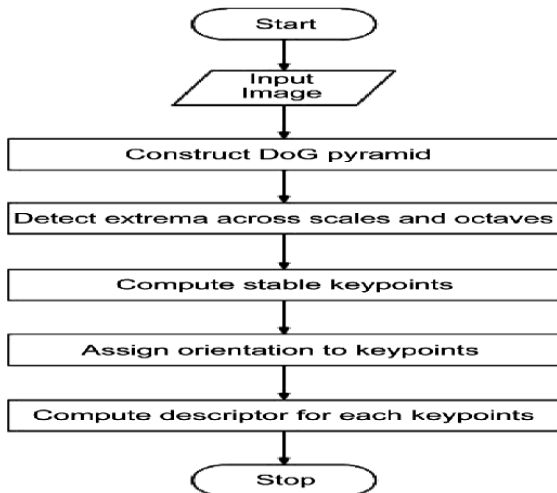 Start
Input
Image
Construct DoG pyramid
Detect extrema across scales and octaves
Compute stable keypoints
Assign orientation to keypoints
Compute descriptor for each keypoints
Stop